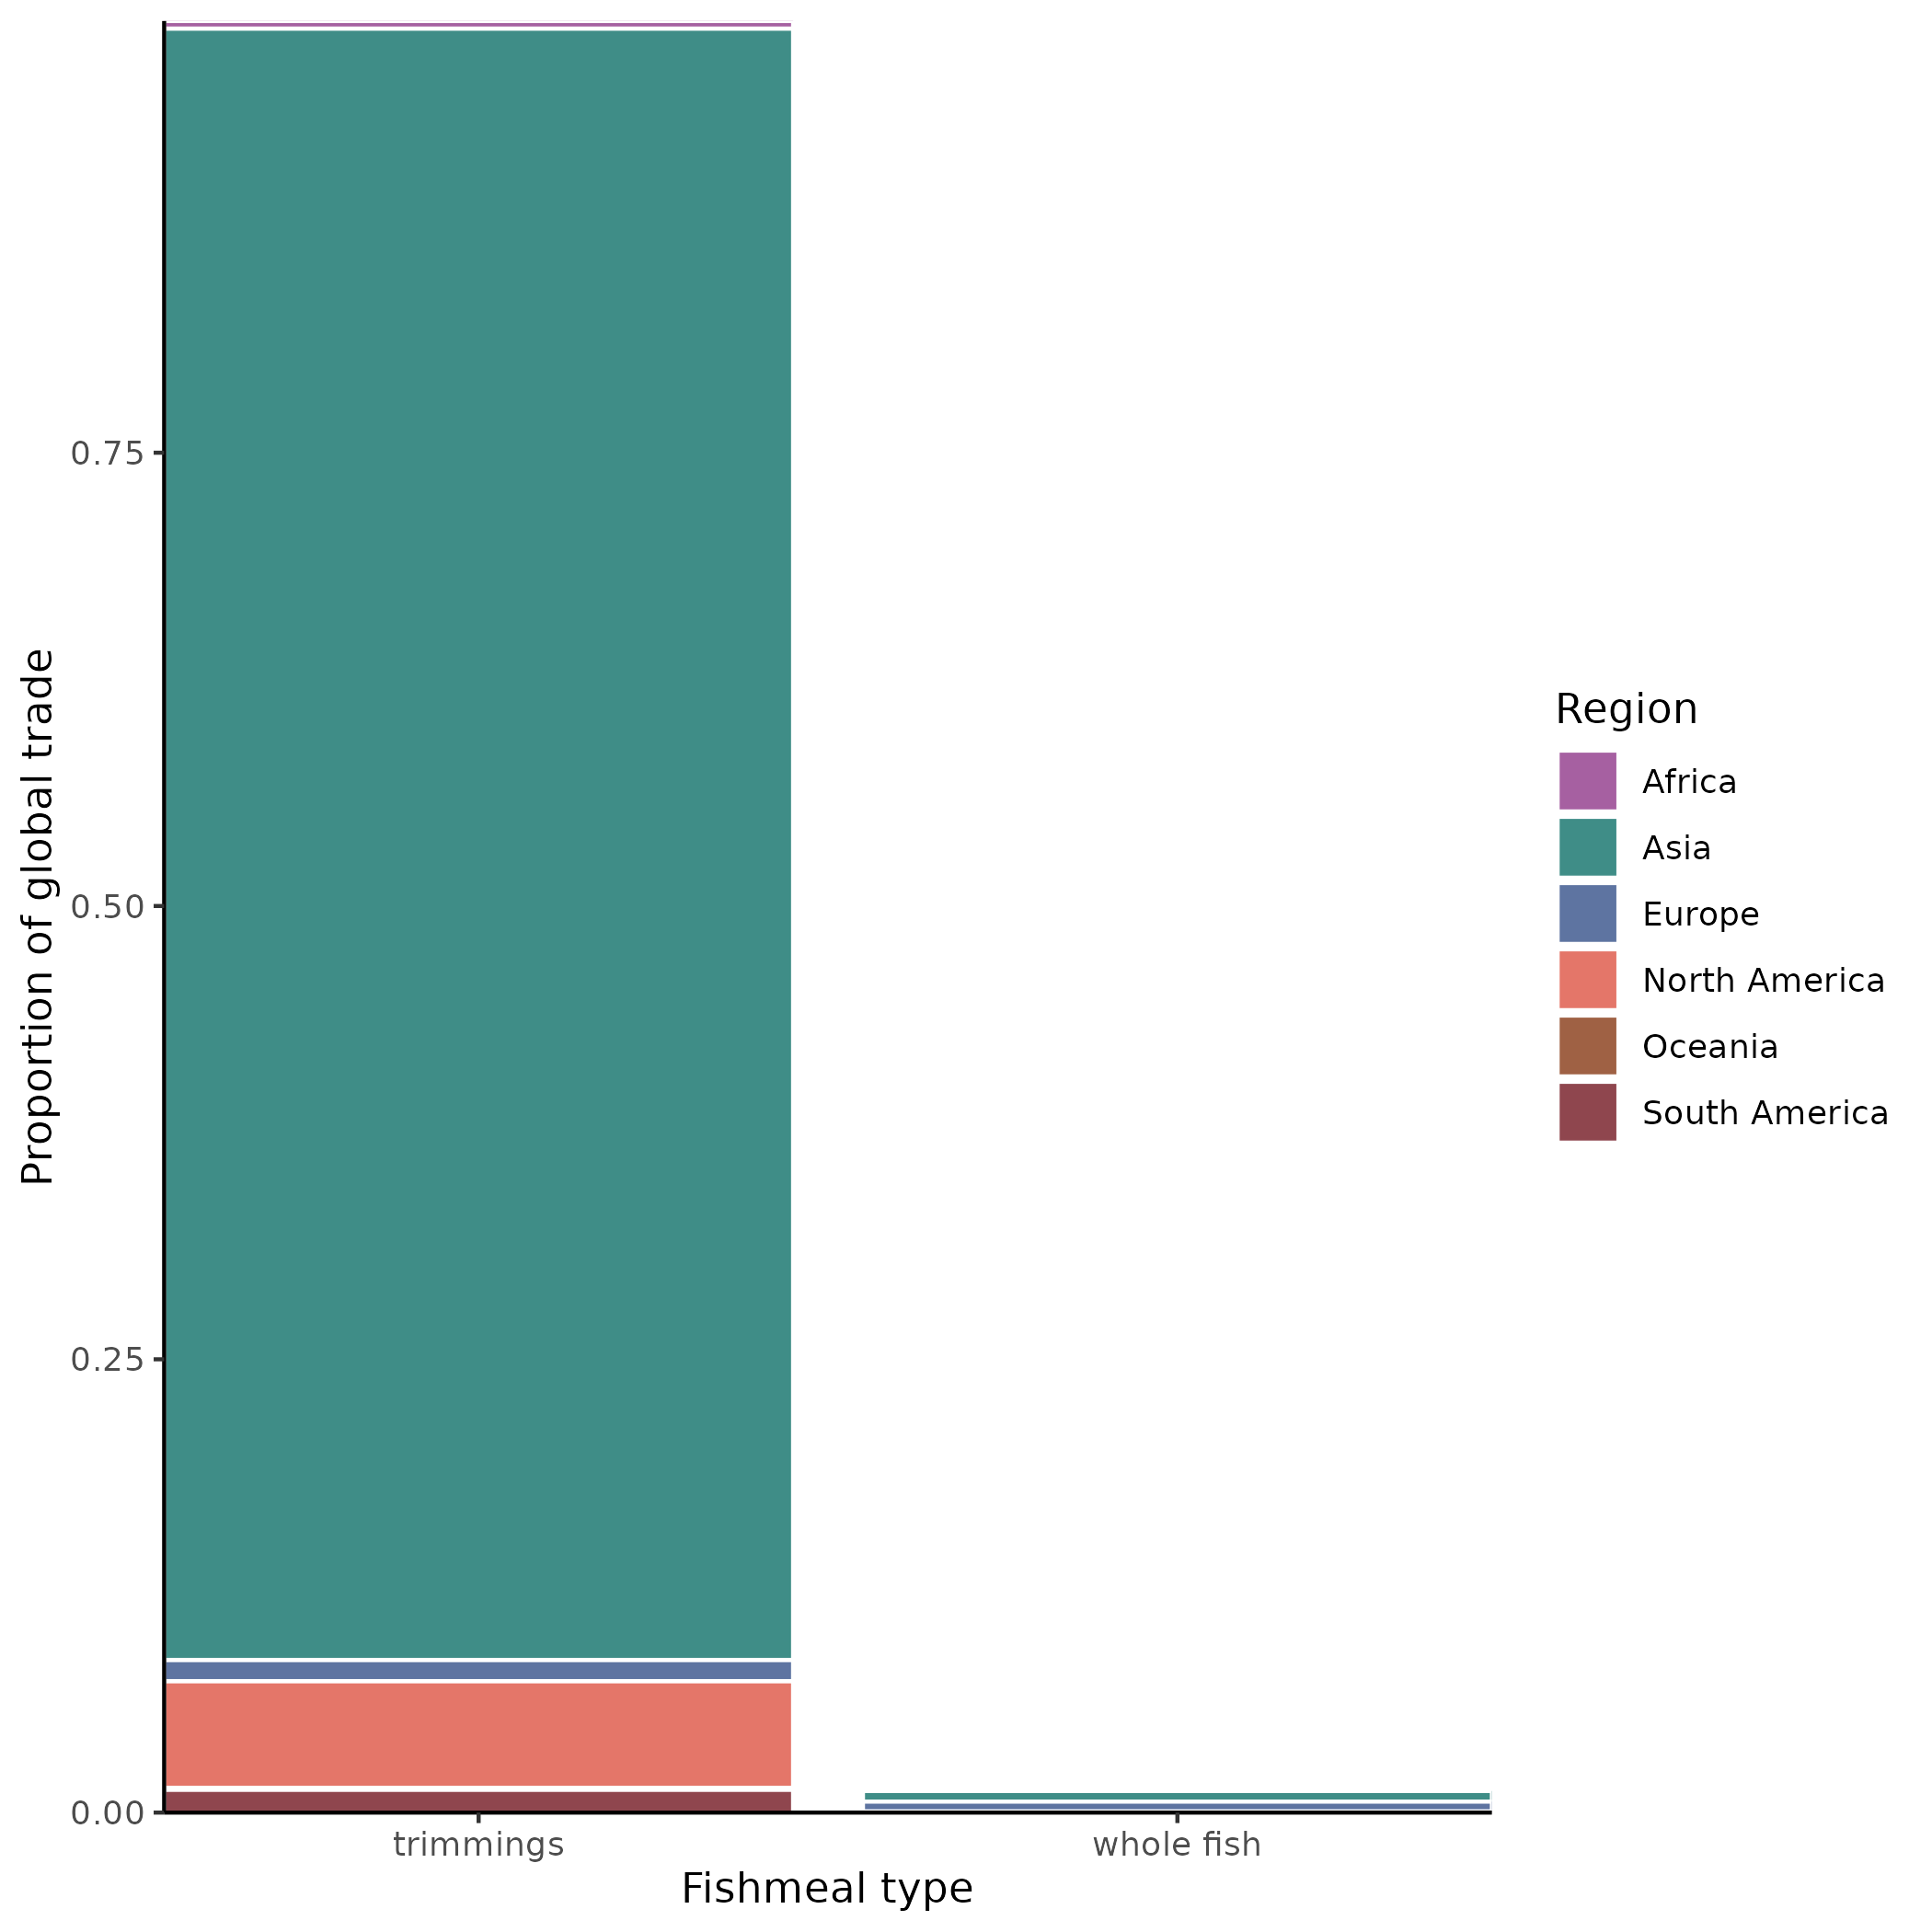 Proportion of global trade
0.75
0.50
0.25
0.00
trimmings
whole fish
Fishmeal type
Region
Africa
Asia
Europe
North America
Oceania
South America